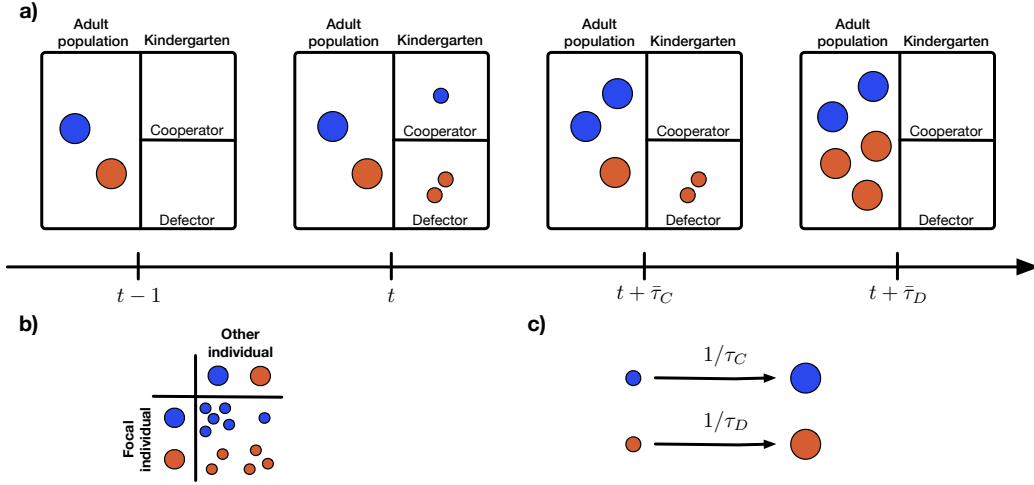 a)
Adult population Kindergarten
Cooperator
Defector
Adult population Kindergarten
Cooperator
Defector
Adult population Kindergarten
Cooperator
Defector
Adult population Kindergarten
Cooperator
Defector
t − 1
t
t + τ̄_C
t + τ̄_D
b)
Other
individual
Focal
individual
c)
1/τ_C
1/τ_D